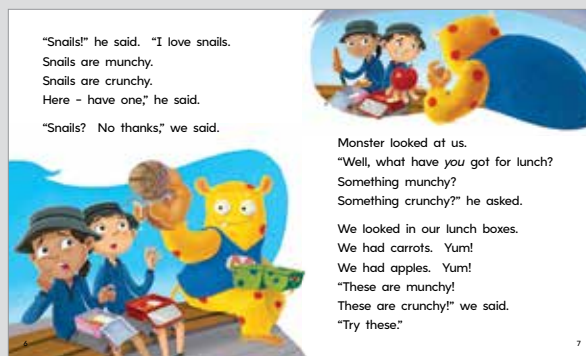 “Snails!” he said. “I love snails.
Snails are munchy.
Snails are crunchy.
Here – have one,” he said.
“Snails? No thanks,” we said.
6
Monster looked at us.
“Well, what have you got for lunch?
Something munchy?
Something crunchy?” he asked.
We looked in our lunch boxes.
We had carrots. Yum!
We had apples. Yum!
“These are munchy!
These are crunchy!” we said.
“Try these.”
7